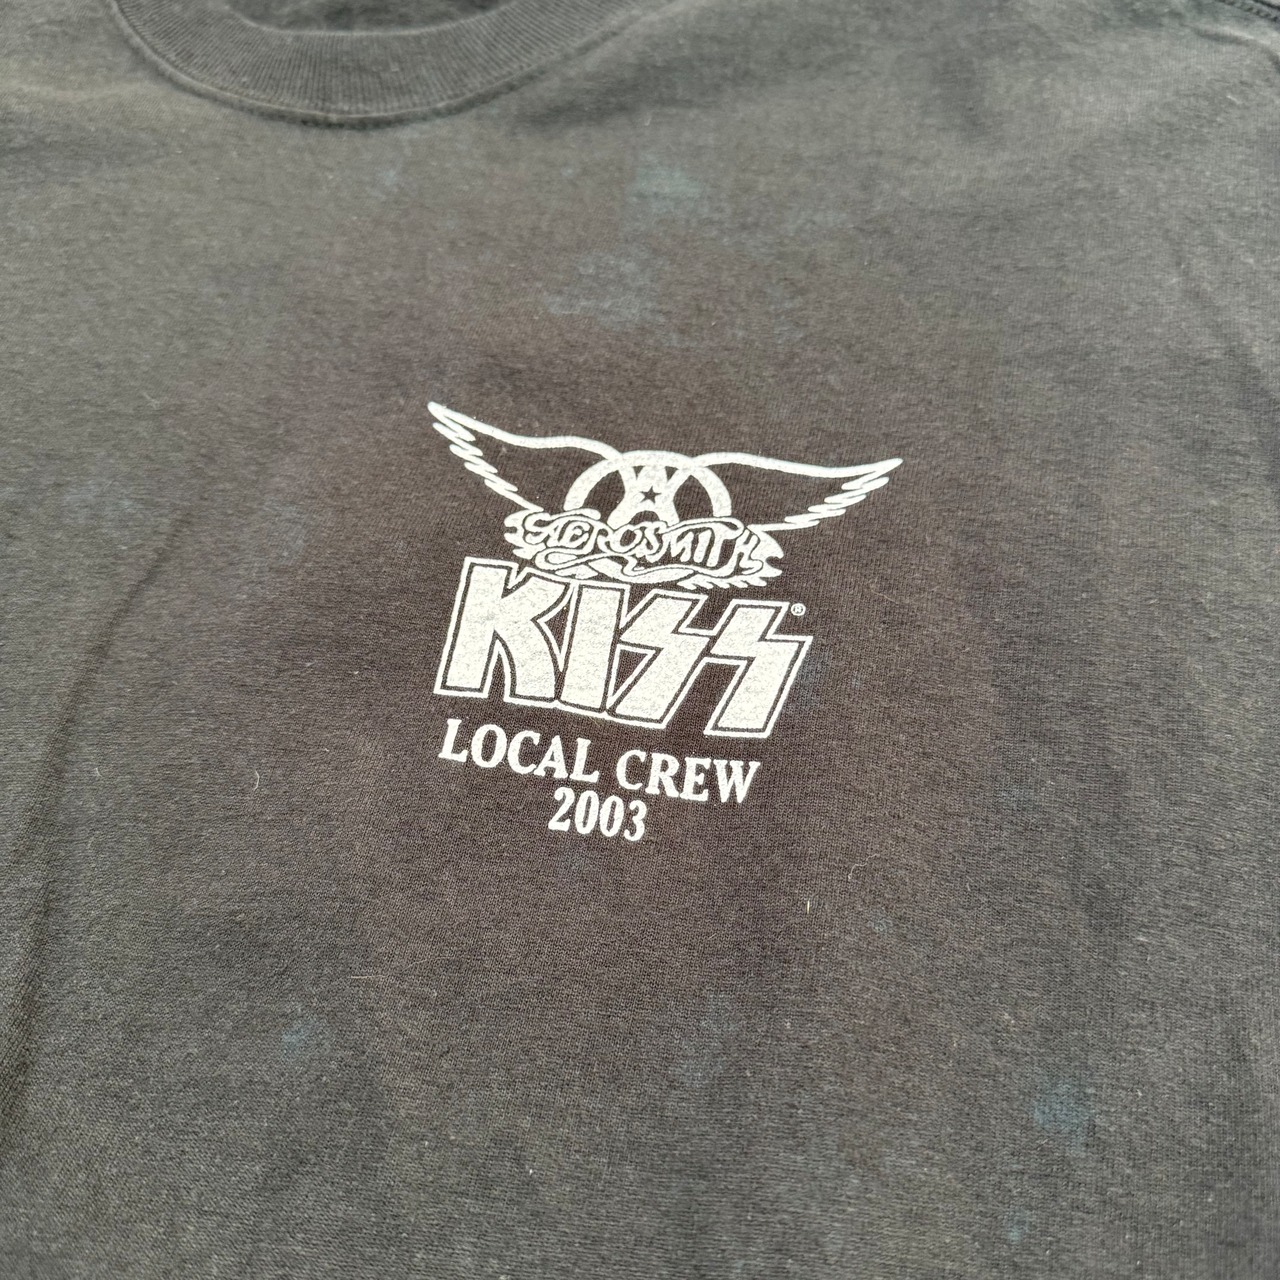 AEROSMITH
KISS®
LOCAL CREW
2003